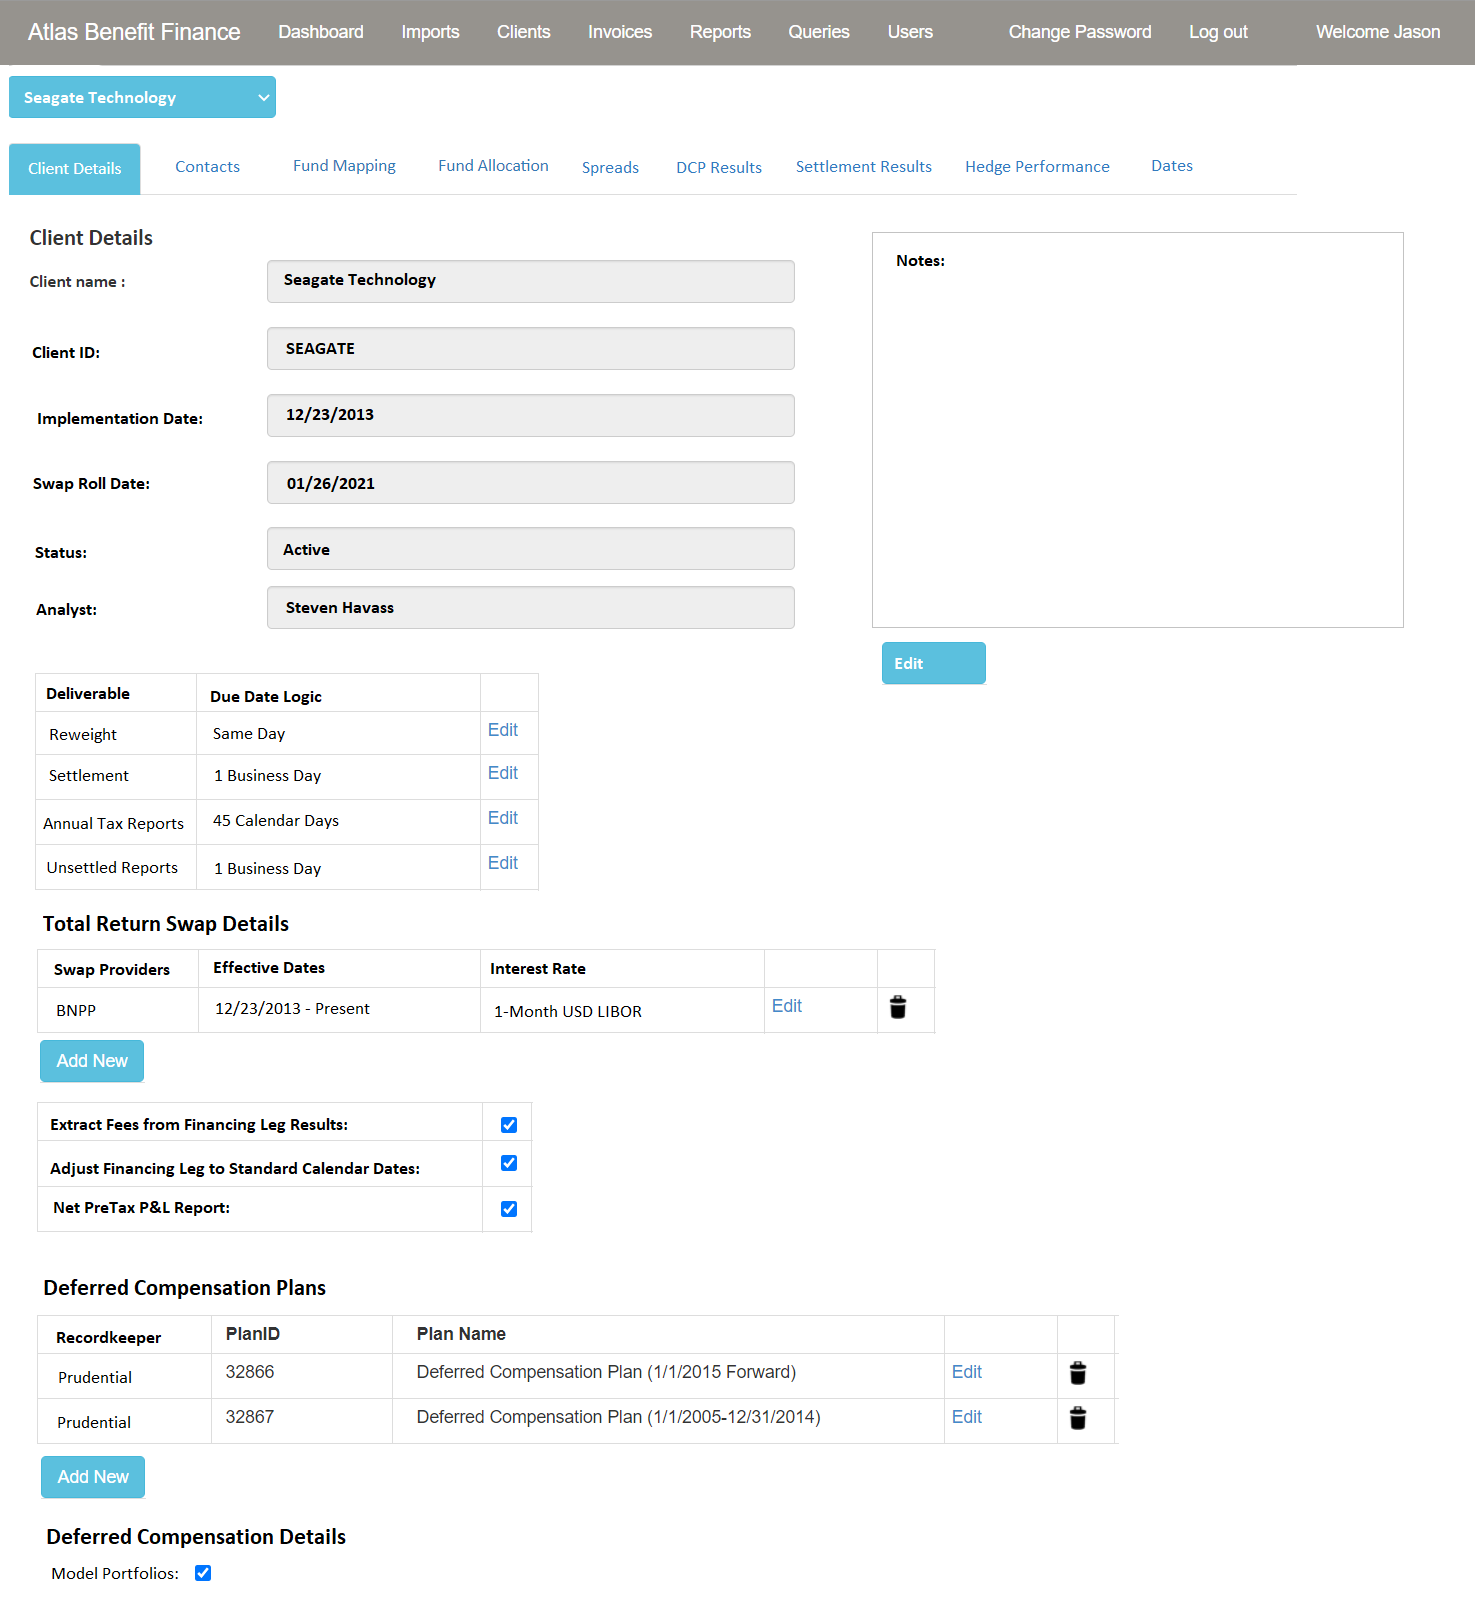 Atlas Benefit Finance Dashboard Imports Clients Invoices Reports Queries Users Change Password Log out Welcome Jason
Seagate Technology
Client Details Contacts Fund Mapping Fund Allocation Spreads DCP Results Settlement Results Hedge Performance Dates
Client Details
Client name : Seagate Technology
Client ID: SEAGATE
Implementation Date: 12/23/2013
Swap Roll Date: 01/26/2021
Status: Active
Analyst: Steven Havass
Notes:
Edit
Deliverable Due Date Logic
Reweight Same Day Edit
Settlement 1 Business Day Edit
Annual Tax Reports 45 Calendar Days Edit
Unsettled Reports 1 Business Day Edit
Total Return Swap Details
Swap Providers Effective Dates Interest Rate
BNPP 12/23/2013 - Present 1-Month USD LIBOR Edit
Add New
Extract Fees from Financing Leg Results:
Adjust Financing Leg to Standard Calendar Dates:
Net PreTax P&L Report:
Deferred Compensation Plans
Recordkeeper PlanID Plan Name
Prudential 32866 Deferred Compensation Plan (1/1/2015 Forward) Edit
Prudential 32867 Deferred Compensation Plan (1/1/2005-12/31/2014) Edit
Add New
Deferred Compensation Details
Model Portfolios: